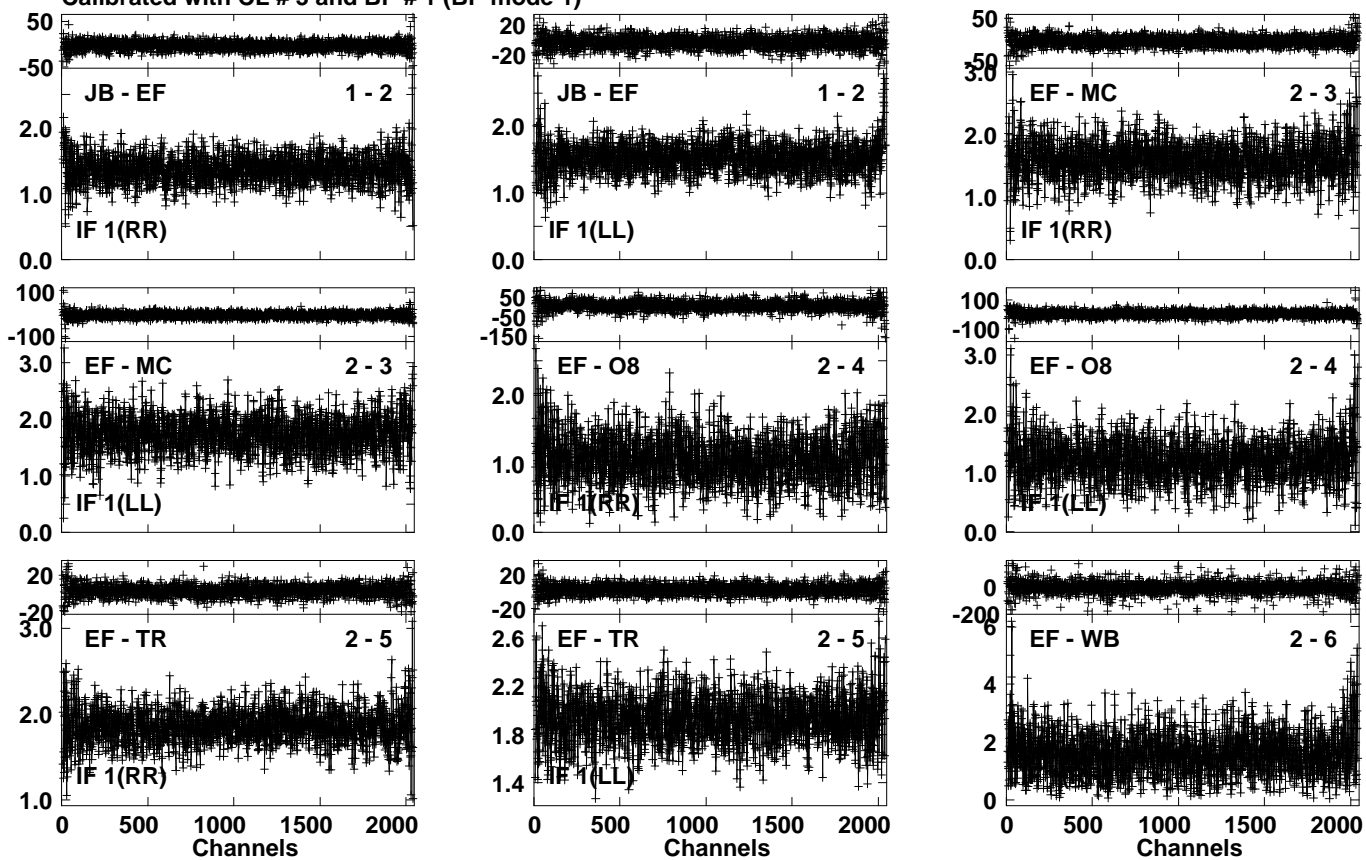 Calibrated with CL # 3 and BP # 1 (BP mode 1)
50
-50
JB - EF 1 - 2
2.0
1.0
IF 1(RR)
0.0
20
-20
JB - EF 1 - 2
2.0
1.0
IF 1(LL)
0.0
50
-50
3.0
EF - MC 2 - 3
2.0
1.0
IF 1(RR)
0.0
100
-100
3.0
EF - MC 2 - 3
2.0
1.0
IF 1(LL)
0.0
50
-50
-150
EF - O8 2 - 4
2.0
1.0
IF 1(RR)
0.0
100
-100
3.0
EF - O8 2 - 4
2.0
1.0
IF 1(LL)
0.0
20
-20
3.0
EF - TR 2 - 5
2.0
IF 1(RR)
1.0
0 500 1000 1500 2000
Channels
20
-20
2.6
EF - TR 2 - 5
2.2
1.8
IF 1(LL)
1.4
0 500 1000 1500 2000
Channels
0
-200
6
EF - WB 2 - 6
4
2
0
0 500 1000 1500 2000
Channels